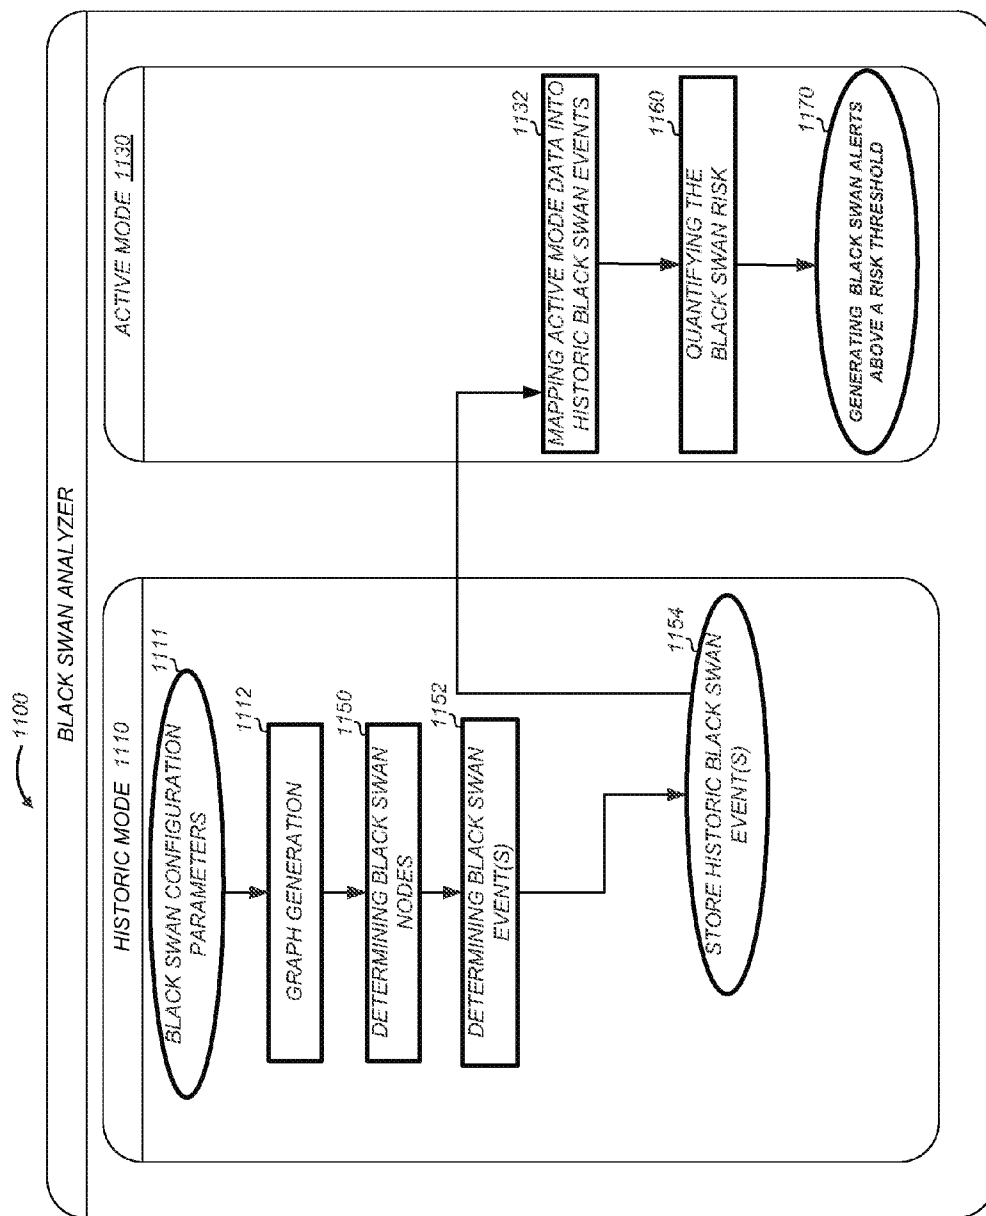 1100
BLACK SWAN ANALYZER
HISTORIC MODE 1110
1111
BLACK SWAN CONFIGURATION
PARAMETERS
1112
GRAPH GENERATION
1150
DETERMINING BLACK SWAN
NODES
1152
DETERMINING BLACK SWAN
EVENT(S)
1154
STORE HISTORIC BLACK SWAN
EVENT(S)
ACTIVE MODE 1130
1132
MAPPING ACTIVE MODE DATA INTO
HISTORIC BLACK SWAN EVENTS
1160
QUANTIFYING THE
BLACK SWAN RISK
1170
GENERATING BLACK SWAN ALERTS
ABOVE A RISK THRESHOLD